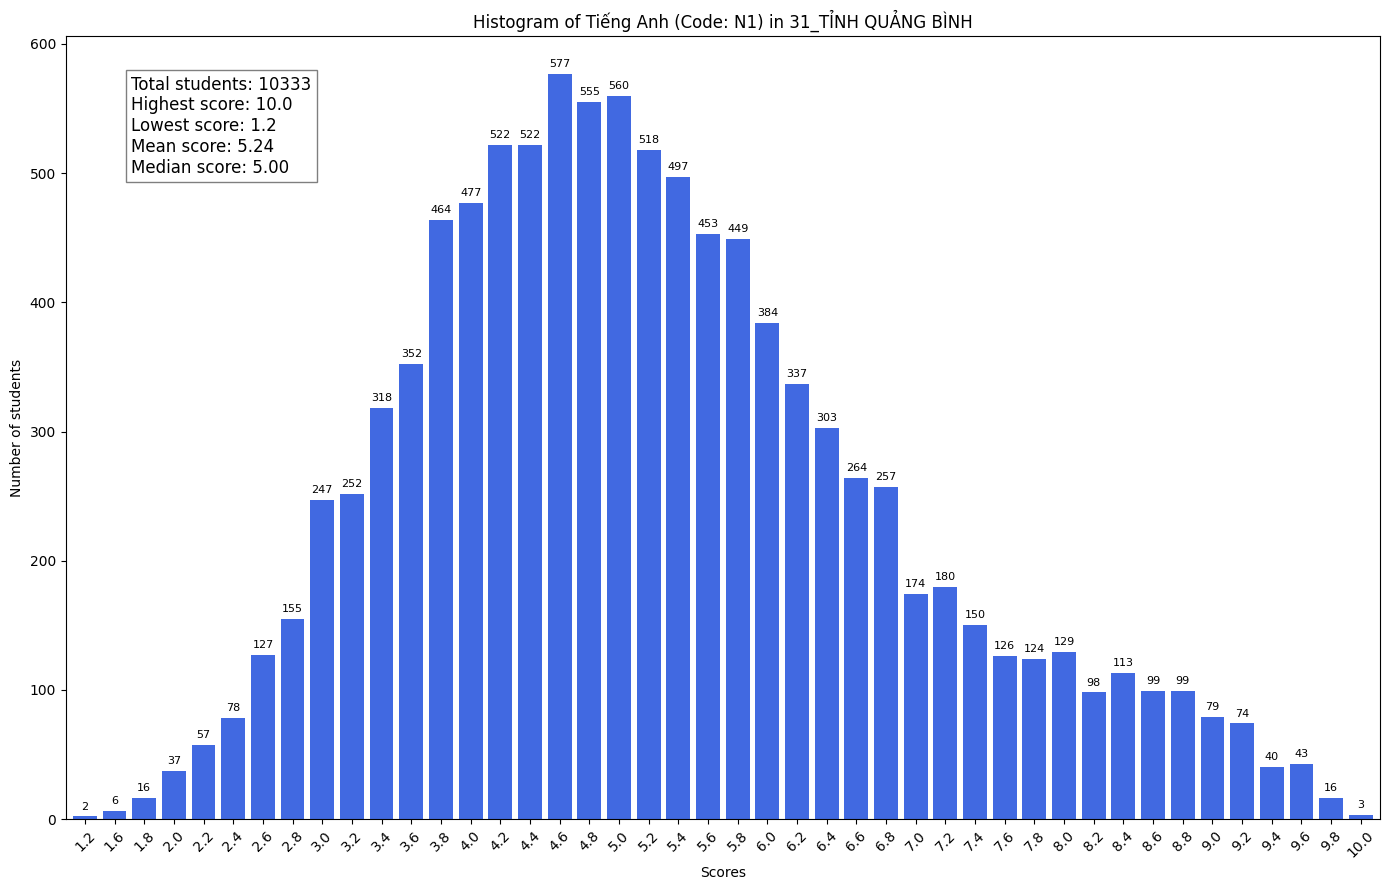 Histogram of Tiếng Anh (Code: N1) in 31_TỈNH QUẢNG BÌNH
Total students: 10333
Highest score: 10.0
Lowest score: 1.2
Mean score: 5.24
Median score: 5.00
Number of students
600
500
400
300
200
100
0
2 6 16 37 57 78 127 155 247 252 318 352 464 477 522 522 577 555 560 518 497 453 449 384 337 303 264 257 174 180 150 126 124 129 98 113 99 99 79 74 40 43 16 3
1.2 1.6 1.8 2.0 2.2 2.4 2.6 2.8 3.0 3.2 3.4 3.6 3.8 4.0 4.2 4.4 4.6 4.8 5.0 5.2 5.4 5.6 5.8 6.0 6.2 6.4 6.6 6.8 7.0 7.2 7.4 7.6 7.8 8.0 8.2 8.4 8.6 8.8 9.0 9.2 9.4 9.6 9.8 10.0
Scores